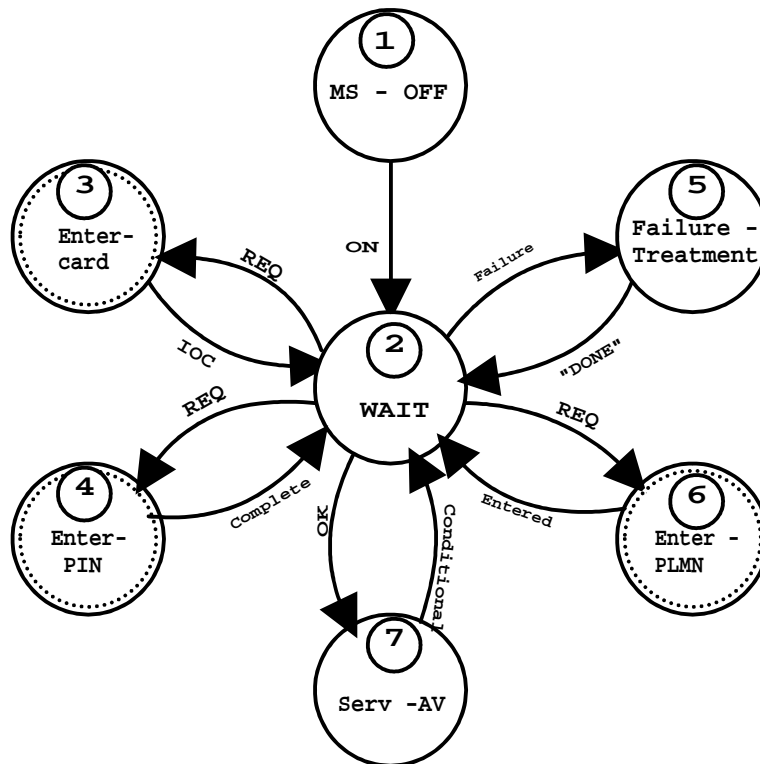 1
MS - OFF
3
Enter-
card
5
Failure -
Treatment
ON
REQ
Failure
IOC
"DONE"
2
WAIT
REQ
REQ
4
Enter-
PIN
Complete
OK
Conditional
Entered
6
Enter -
PLMN
7
Serv -AV